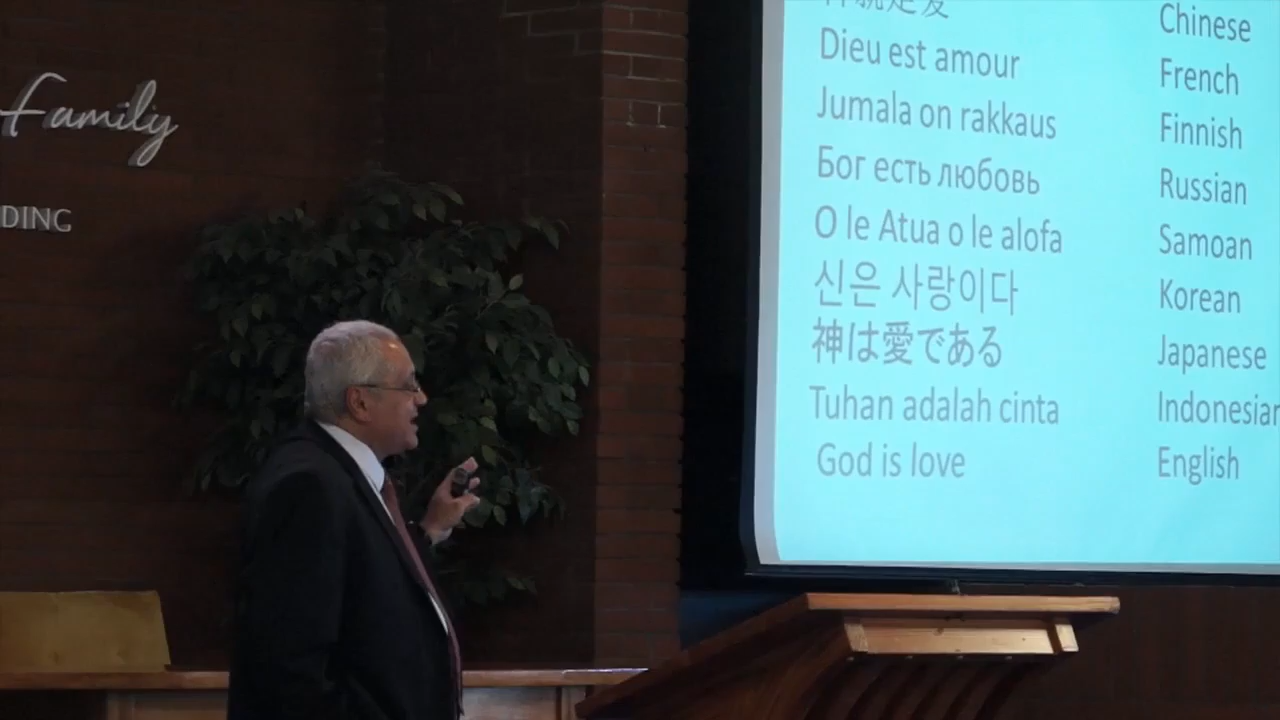 Family
DING
Chinese
Dieu est amour French
Jumala on rakkaus Finnish
Бог есть любовь Russian
O le Atua o le alofa Samoan
신은 사랑이다 Korean
神は愛である Japanese
Tuhan adalah cinta Indonesian
God is love English